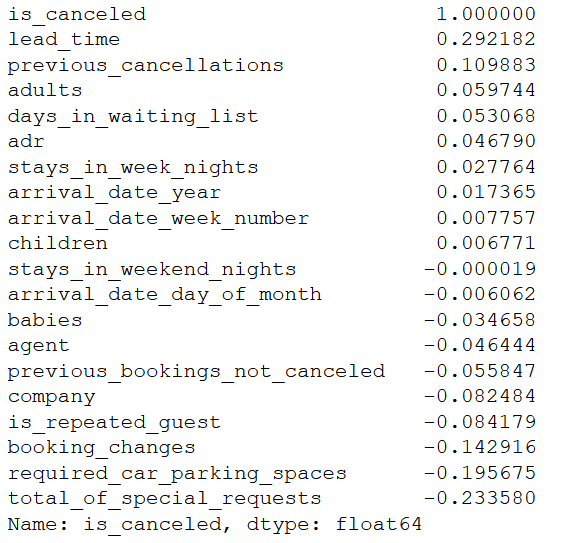 is_canceled 1.000000
lead_time 0.292182
previous_cancellations 0.109883
adults 0.059744
days_in_waiting_list 0.053068
adr 0.046790
stays_in_week_nights 0.027764
arrival_date_year 0.017365
arrival_date_week_number 0.007757
children 0.006771
stays_in_weekend_nights -0.000019
arrival_date_day_of_month -0.006062
babies -0.034658
agent -0.046444
previous_bookings_not_canceled -0.055847
company -0.082484
is_repeated_guest -0.084179
booking_changes -0.142916
required_car_parking_spaces -0.195675
total_of_special_requests -0.233580
Name: is_canceled, dtype: float64